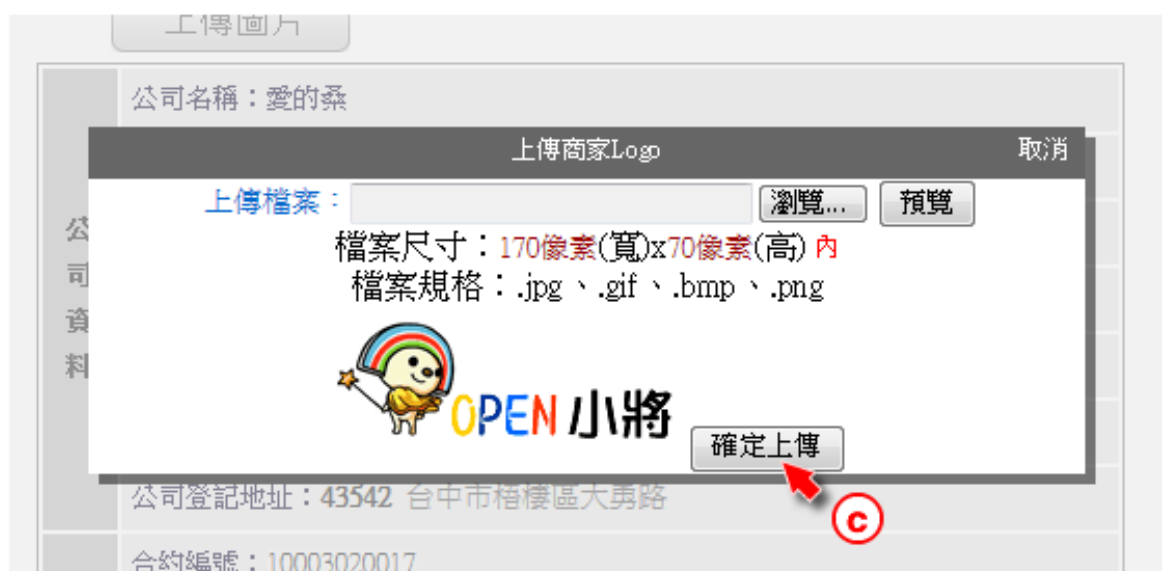 上傳圖片
公司名稱：愛的桑
上傳商家Logo 取消
上傳檔案： 瀏覽... 預覽
檔案尺寸：170像素(寬)x70像素(高) 內
檔案規格：.jpg、.gif、.bmp、.png
公司資料
OPEN小將
確定上傳
公司登記地址：43542 台中市梧棲區大勇路
c
合約編號：10003020017